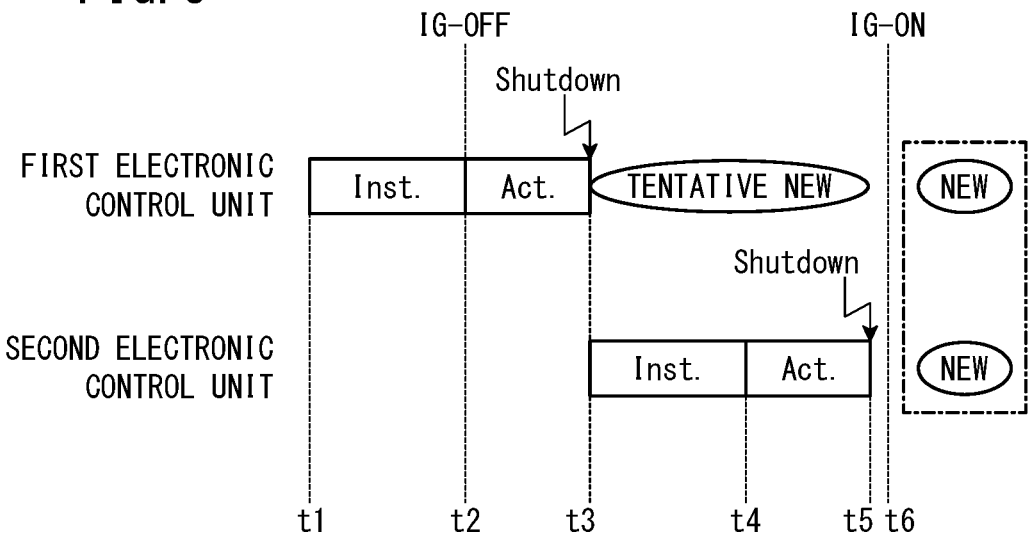 IG-OFF IG-ON
Shutdown
FIRST ELECTRONIC
CONTROL UNIT
Inst. Act. TENTATIVE NEW NEW
Shutdown
SECOND ELECTRONIC
CONTROL UNIT
Inst. Act. NEW
t1 t2 t3 t4 t5 t6